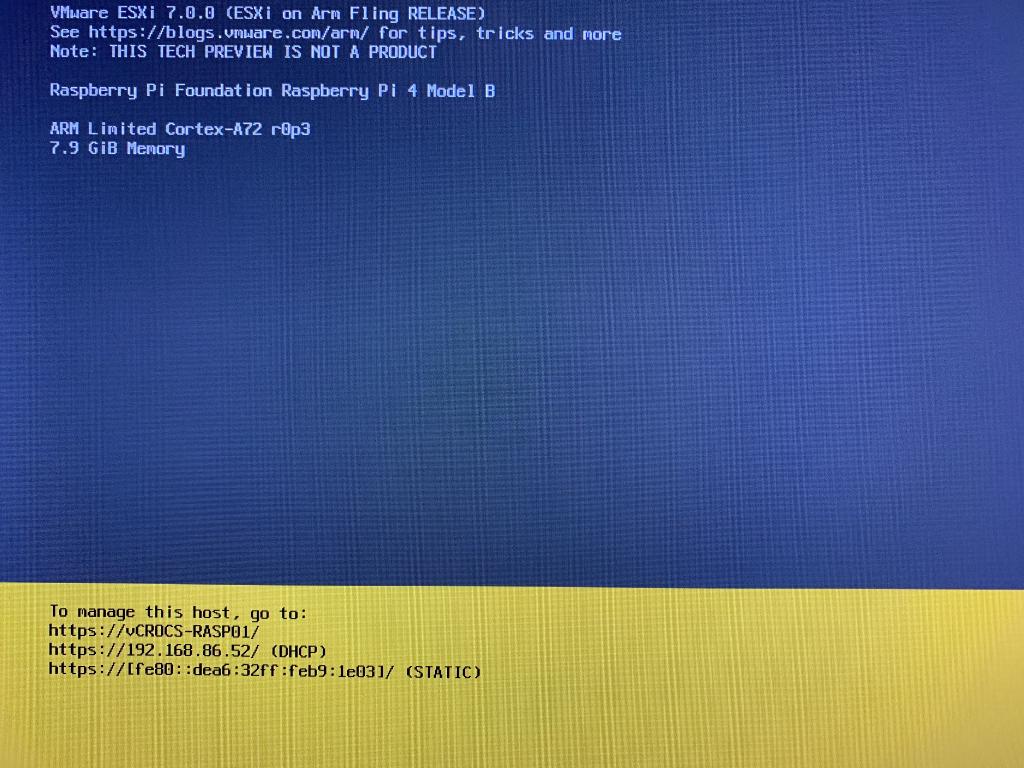 VMware ESXi 7.0.0 (ESXi on Arm Fling RELEASE)
See https://blogs.vmware.com/arm/ for tips, tricks and more
Note: THIS TECH PREVIEW IS NOT A PRODUCT
Raspberry Pi Foundation Raspberry Pi 4 Model B
ARM Limited Cortex-A72 r0p3
7.9 GiB Memory
To manage this host, go to:
https://vCROCS-RASP01/
https://192.168.86.52/ (DHCP)
https://[fe80::dea6:32ff:feb9:1e03]/ (STATIC)